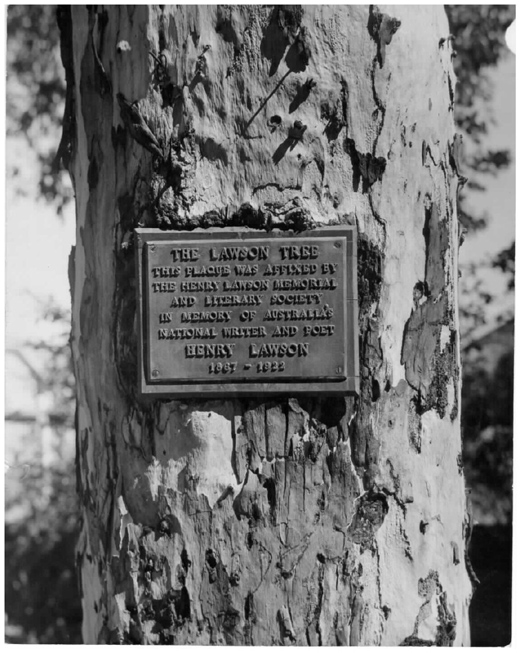 THE LAWSON TREE
THIS PLAQUE WAS AFFIXED BY
THE HENRY LAWSON MEMORIAL
AND LITERARY SOCIETY
IN MEMORY OF AUSTRALIA'S
NATIONAL WRITER AND POET
HENRY LAWSON
1867 - 1922